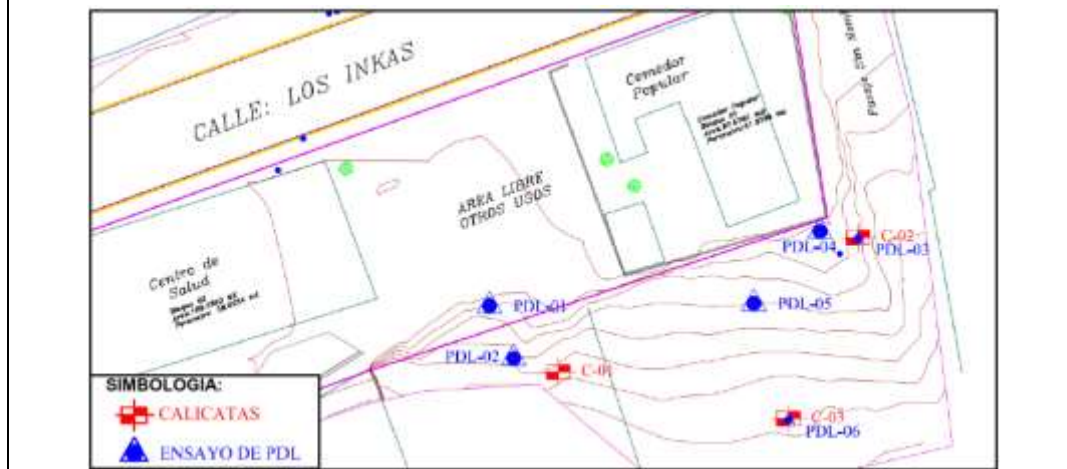 CALLE: LOS INKAS
Comedor
Popular
AREA LIBRE
OTROS USOS
Centro de
Salud
PDL-04
C-02
PDL-03
PDL-01
PDL-05
PDL-02
C-01
C-03
PDL-06
SIMBOLOGIA:
CALICATAS
ENSAYO DE PDL